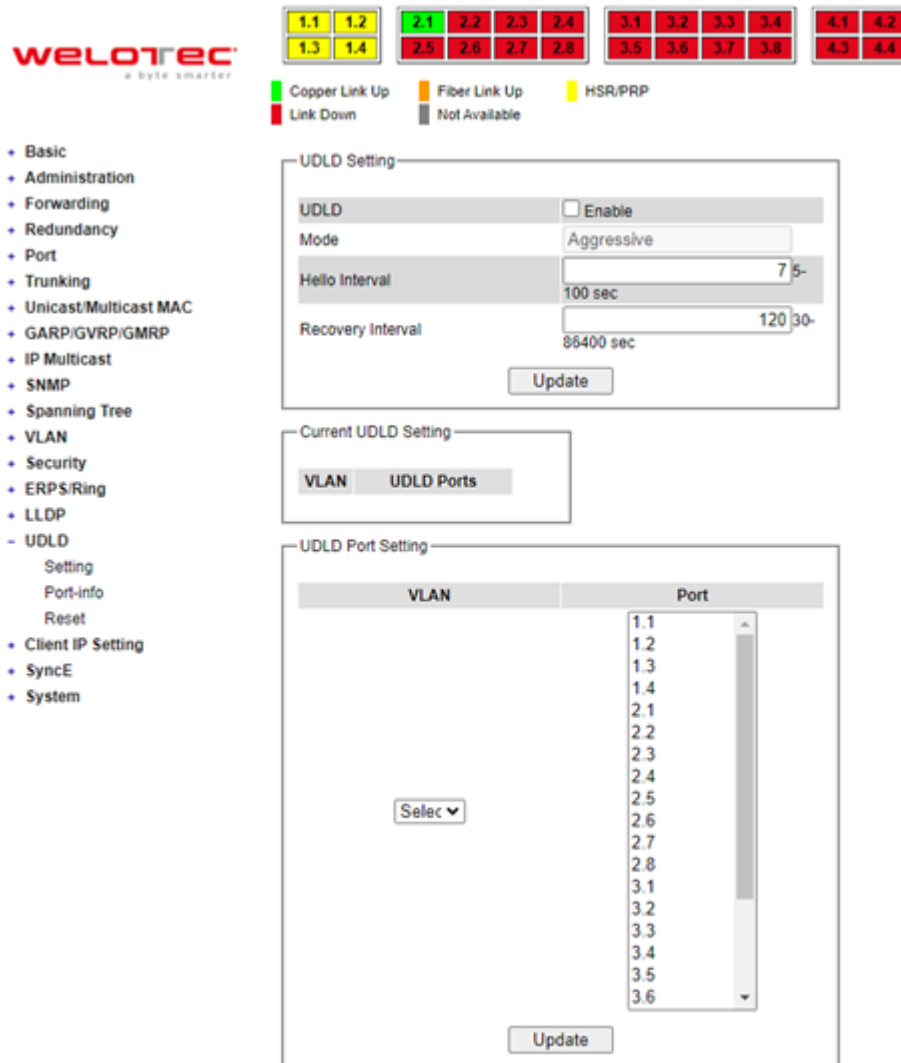 WELOTEC
a byte smarter
1.1 1.2 2.1 2.2 2.3 2.4 3.1 3.2 3.3 3.4 4.1 4.2
1.3 1.4 2.5 2.6 2.7 2.8 3.5 3.6 3.7 3.8 4.3 4.4
Copper Link Up Fiber Link Up HSR/PRP
Link Down Not Available
+ Basic
+ Administration
+ Forwarding
+ Redundancy
+ Port
+ Trunking
+ Unicast/Multicast MAC
+ GARP/GVRP/GMRP
+ IP Multicast
+ SNMP
+ Spanning Tree
+ VLAN
+ Security
+ ERPS/Ring
+ LLDP
– UDLD
Setting
Port-info
Reset
+ Client IP Setting
+ SyncE
+ System
UDLD Setting
UDLD Enable
Mode Aggressive
Hello Interval 7 5-
100 sec
Recovery Interval 120 30-
86400 sec
Update
Current UDLD Setting
VLAN UDLD Ports
UDLD Port Setting
VLAN Port
1.1
1.2
1.3
1.4
2.1
2.2
2.3
2.4
Selec 2.5
2.6
2.7
2.8
3.1
3.2
3.3
3.4
3.5
3.6
Update